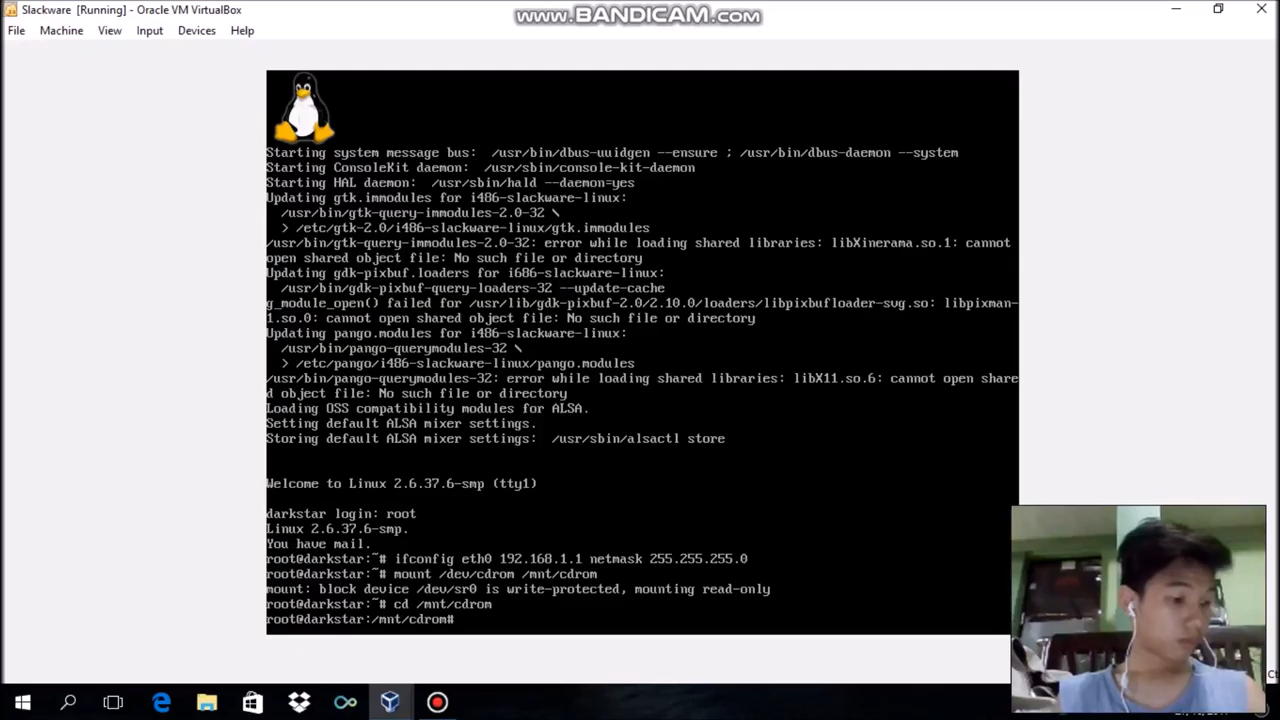 Slackware [Running] - Oracle VM VirtualBox
www.BANDICAM.com
File Machine View Input Devices Help
Starting system message bus: /usr/bin/dbus-uuidgen --ensure ; /usr/bin/dbus-daemon --system
Starting ConsoleKit daemon: /usr/sbin/console-kit-daemon
Starting HAL daemon: /usr/sbin/hald --daemon=yes
Updating gtk.immodules for i486-slackware-linux:
/usr/bin/gtk-query-immodules-2.0-32 \
> /etc/gtk-2.0/i486-slackware-linux/gtk.immodules
/usr/bin/gtk-query-immodules-2.0-32: error while loading shared libraries: libXinerama.so.1: cannot
open shared object file: No such file or directory
Updating gdk-pixbuf.loaders for i686-slackware-linux:
/usr/bin/gdk-pixbuf-query-loaders-32 --update-cache
g_module_open() failed for /usr/lib/gdk-pixbuf-2.0/2.10.0/loaders/libpixbufloader-svg.so: libpixman-
1.so.0: cannot open shared object file: No such file or directory
Updating pango.modules for i486-slackware-linux:
/usr/bin/pango-querymodules-32 \
> /etc/pango/i486-slackware-linux/pango.modules
/usr/bin/pango-querymodules-32: error while loading shared libraries: libX11.so.6: cannot open share
d object file: No such file or directory
Loading OSS compatibility modules for ALSA.
Setting default ALSA mixer settings.
Storing default ALSA mixer settings: /usr/sbin/alsactl store
Welcome to Linux 2.6.37.6-smp (tty1)
darkstar login: root
Linux 2.6.37.6-smp.
You have mail.
root@darkstar:~# ifconfig eth0 192.168.1.1 netmask 255.255.255.0
root@darkstar:~# mount /dev/cdrom /mnt/cdrom
mount: block device /dev/sr0 is write-protected, mounting read-only
root@darkstar:~# cd /mnt/cdrom
root@darkstar:/mnt/cdrom#